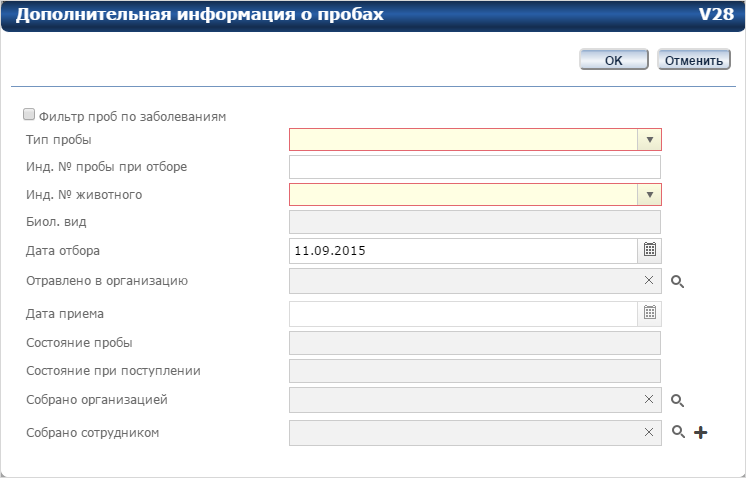 Дополнительная информация о пробах V28
ОК Отменить
Фильтр проб по заболеваниям
Тип пробы
Инд. № пробы при отборе
Инд. № животного
Биол. вид
Дата отбора 11.09.2015
Отравлено в организацию
Дата приема
Состояние пробы
Состояние при поступлении
Собрано организацией
Собрано сотрудником